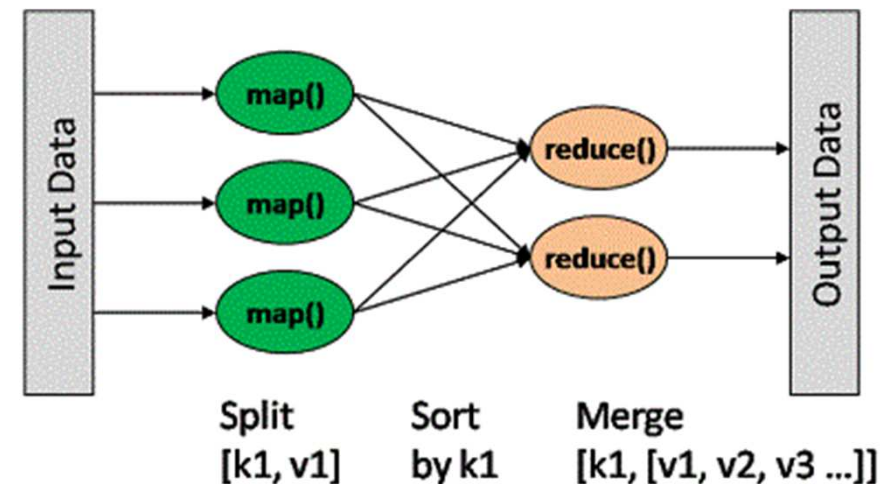 Input Data
map()
map()
map()
reduce()
reduce()
Output Data
Split
[k1, v1]
Sort
by k1
Merge
[k1, [v1, v2, v3 ...]]